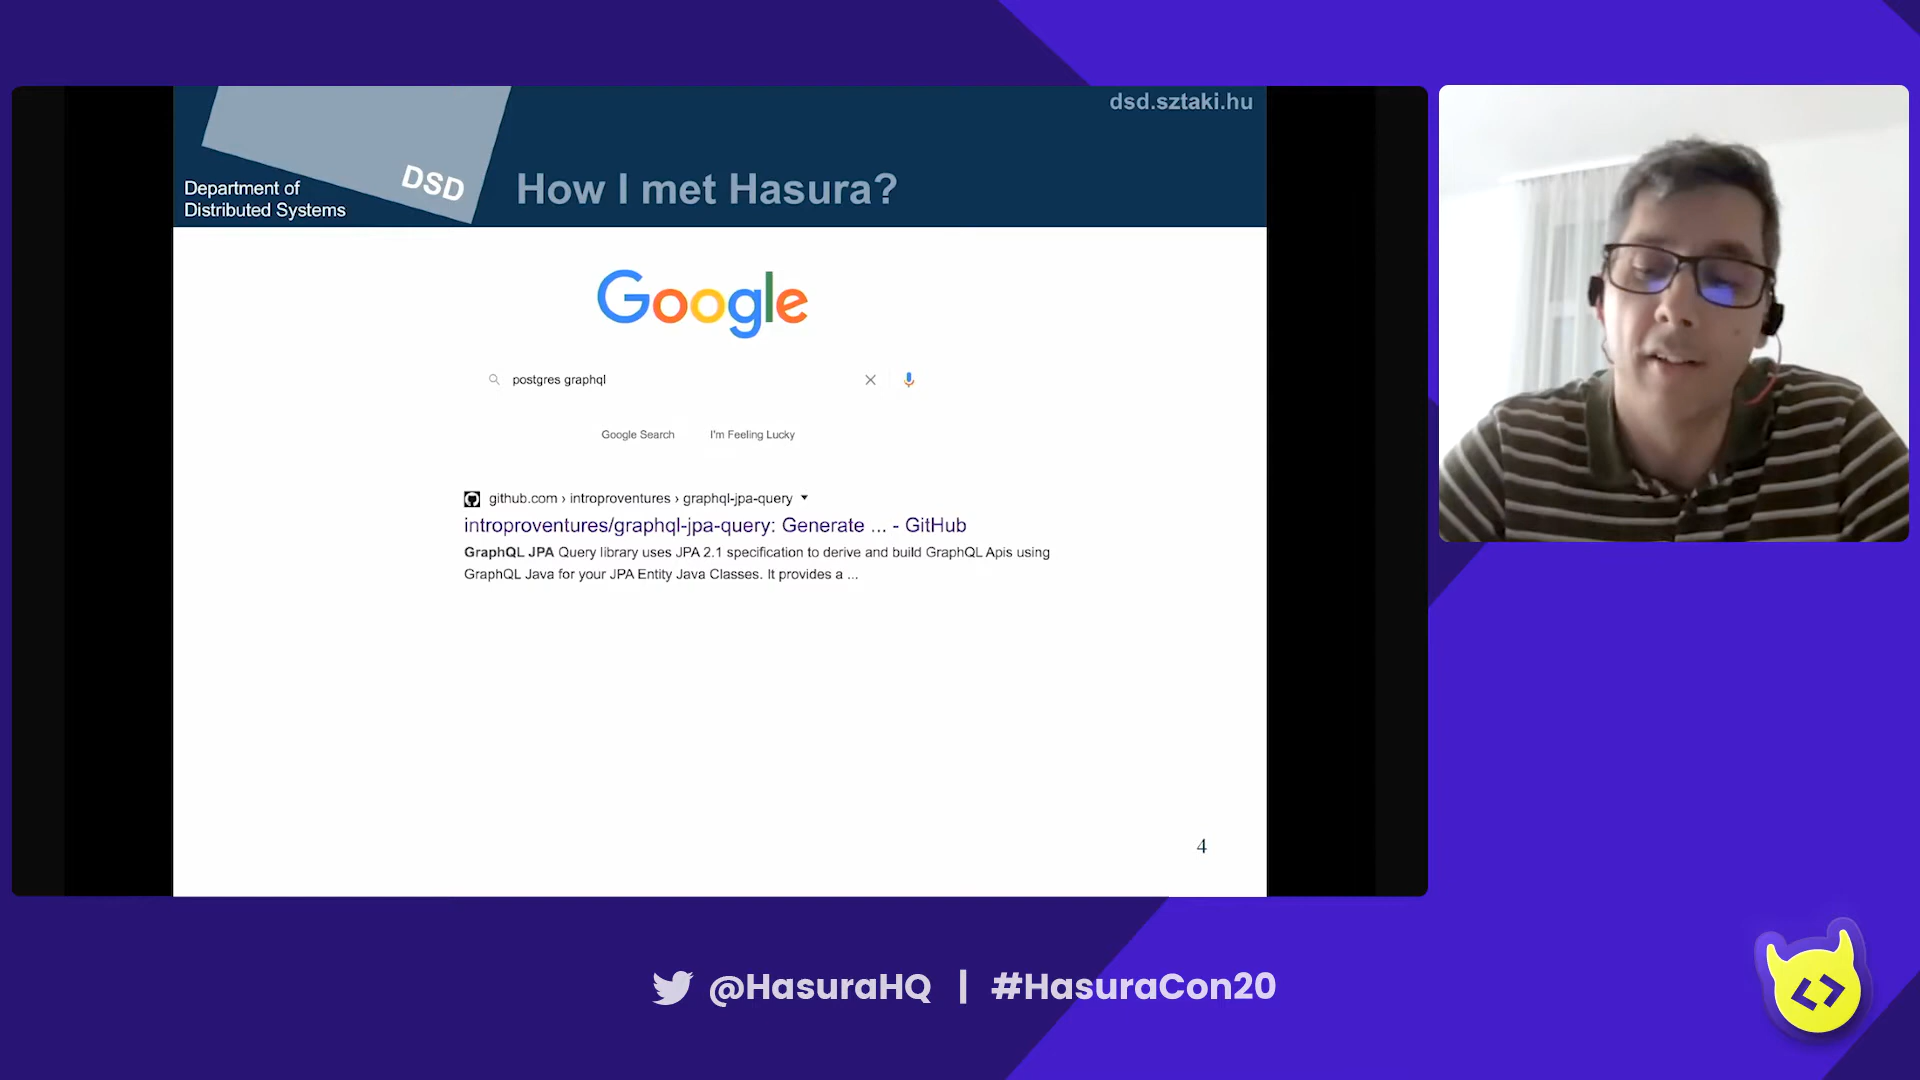 dsd.sztaki.hu
DSD
Department of
Distributed Systems
How I met Hasura?
Google
postgres graphql
Google Search
I'm Feeling Lucky
github.com › introproventures › graphql-jpa-query
introproventures/graphql-jpa-query: Generate ... - GitHub
GraphQL JPA Query library uses JPA 2.1 specification to derive and build GraphQL Apis using
GraphQL Java for your JPA Entity Java Classes. It provides a ...
4
@HasuraHQ | #HasuraCon20